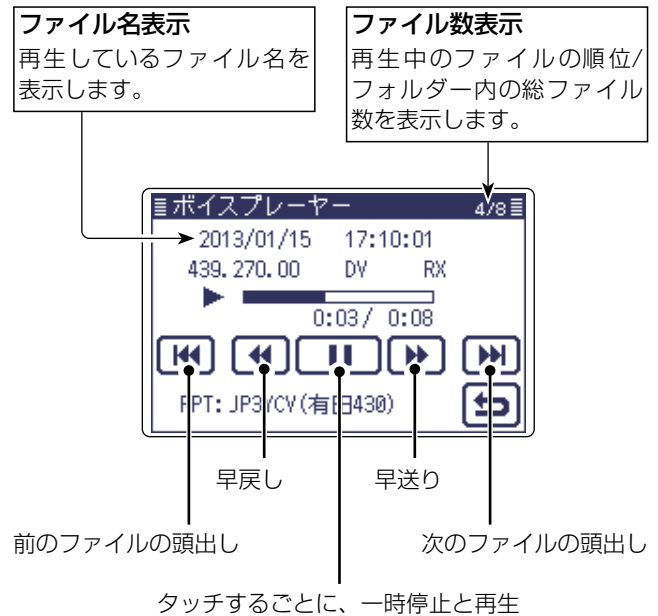 ファイル名表示
再生しているファイル名を
表示します。
ファイル数表示
再生中のファイルの順位/
フォルダー内の総ファイル
数を表示します。
ボイスプレーヤー 4/8
2013/01/15 17:10:01
439.270.00 DV RX
0:03/ 0:08
RPT: JP3YCV(有田430)
早戻し 早送り
前のファイルの頭出し 次のファイルの頭出し
タッチするごとに、一時停止と再生